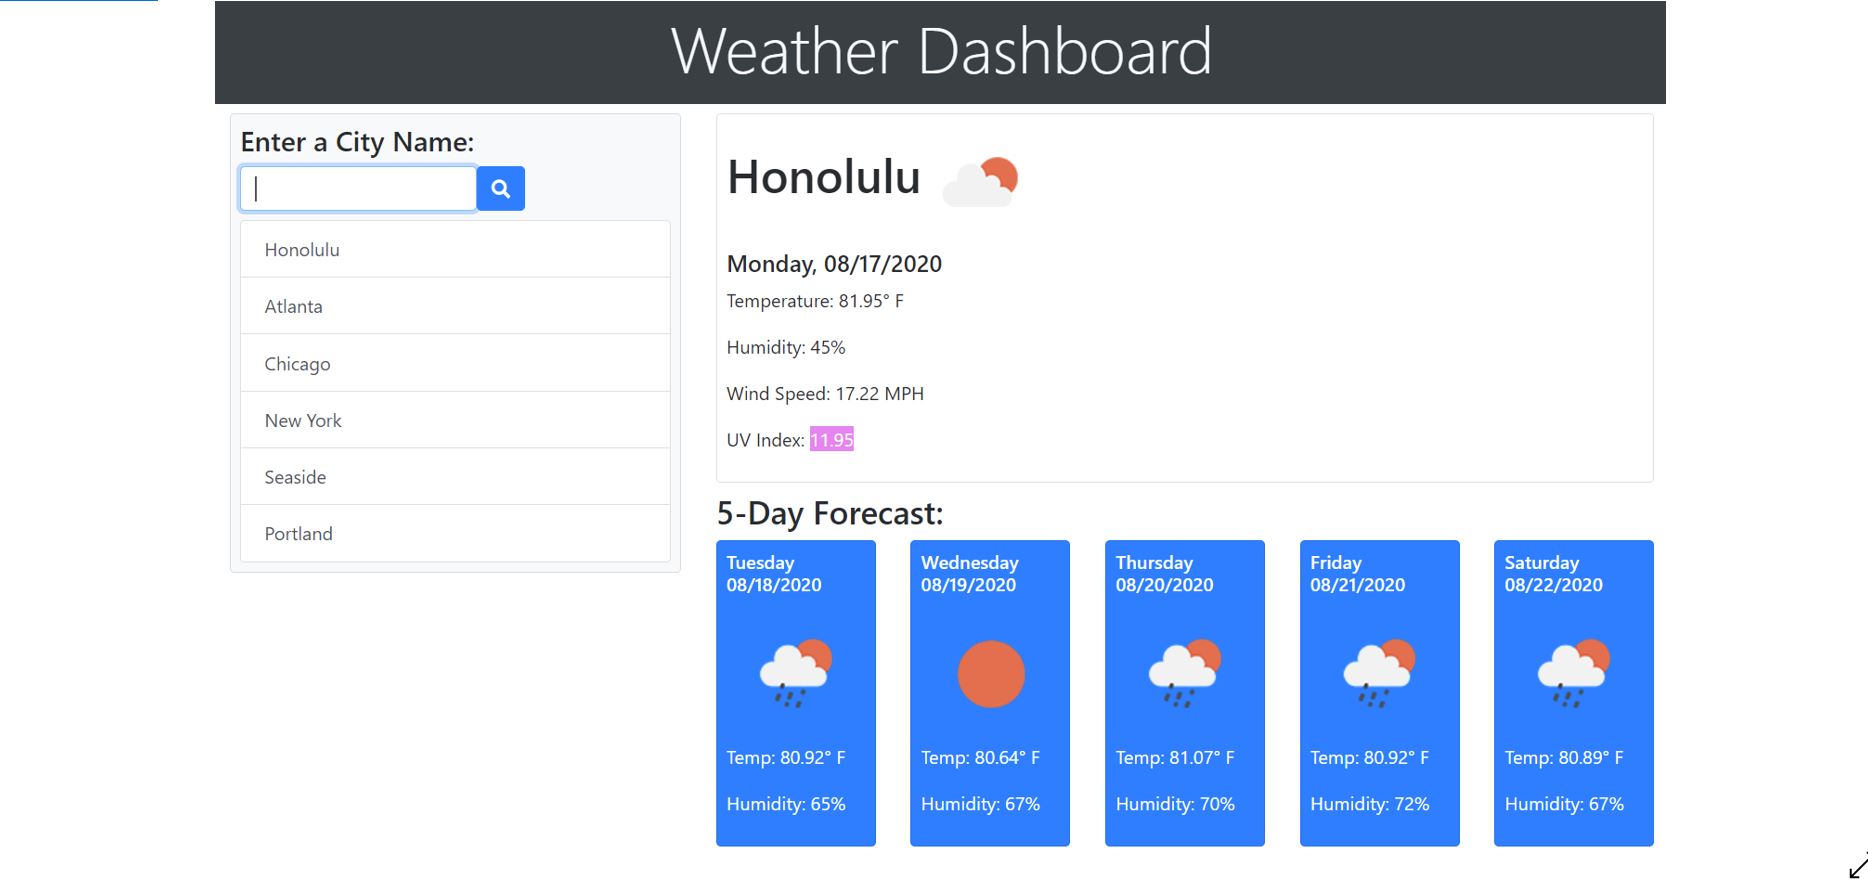 Weather Dashboard
Enter a City Name:
Honolulu
Atlanta
Chicago
New York
Seaside
Portland
Honolulu
Monday, 08/17/2020
Temperature: 81.95° F
Humidity: 45%
Wind Speed: 17.22 MPH
UV Index: 11.95
5-Day Forecast:
Tuesday
08/18/2020
Temp: 80.92° F
Humidity: 65%
Wednesday
08/19/2020
Temp: 80.64° F
Humidity: 67%
Thursday
08/20/2020
Temp: 81.07° F
Humidity: 70%
Friday
08/21/2020
Temp: 80.92° F
Humidity: 72%
Saturday
08/22/2020
Temp: 80.89° F
Humidity: 67%